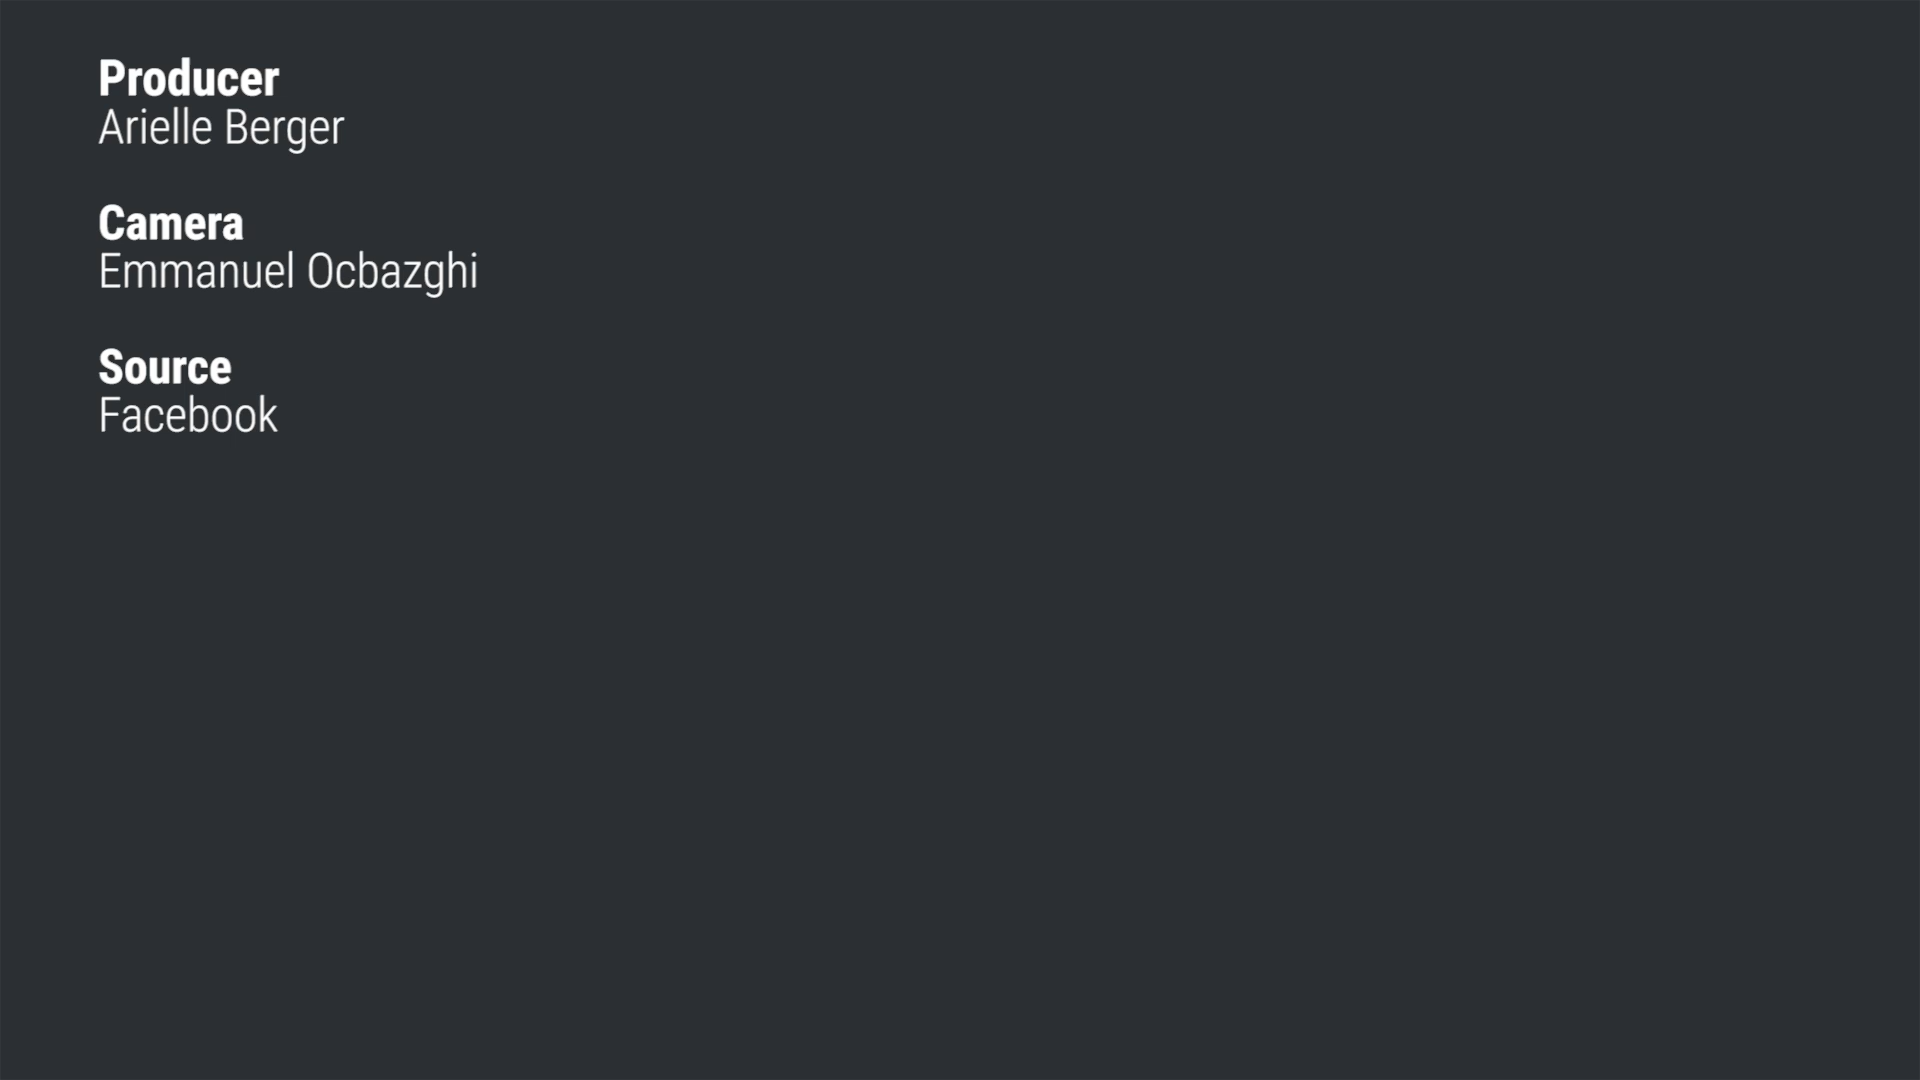 Producer
Arielle Berger
Camera
Emmanuel Ocbazghi
Source
Facebook